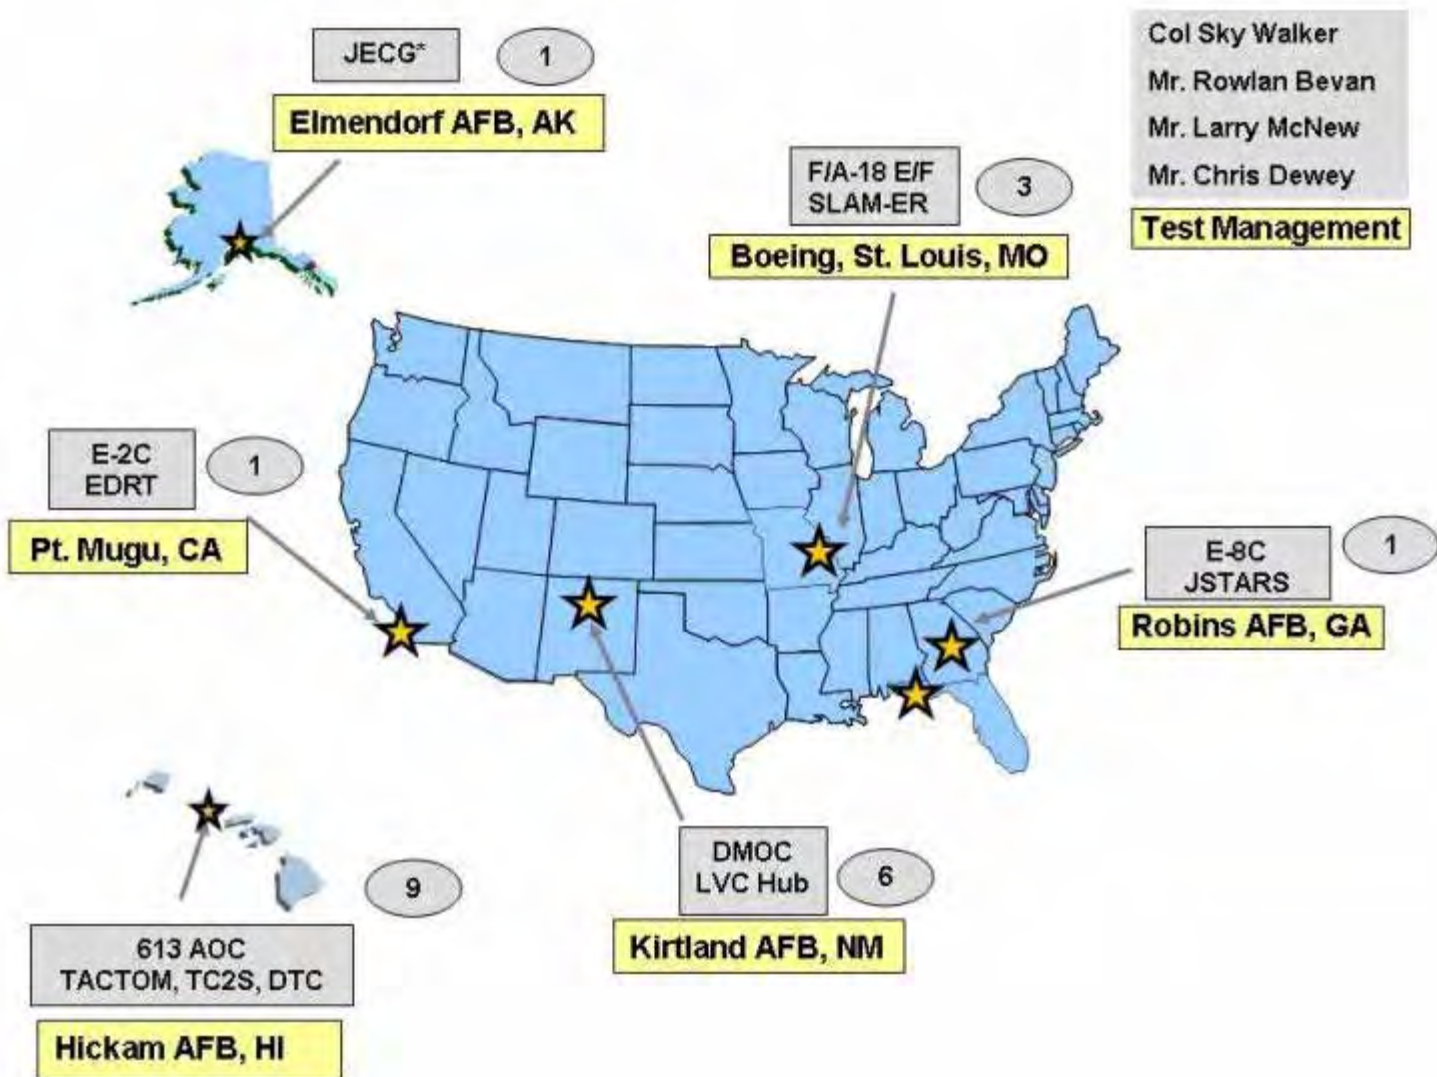 JECG*
1
Elmendorf AFB, AK
F/A-18 E/F
SLAM-ER
3
Boeing, St. Louis, MO
Col Sky Walker
Mr. Rowlan Bevan
Mr. Larry McNew
Mr. Chris Dewey
Test Management
E-2C
EDRT
1
Pt. Mugu, CA
E-8C
JSTARS
1
Robins AFB, GA
9
613 AOC
TACTOM, TC2S, DTC
Hickam AFB, HI
DMOC
LVC Hub
6
Kirtland AFB, NM